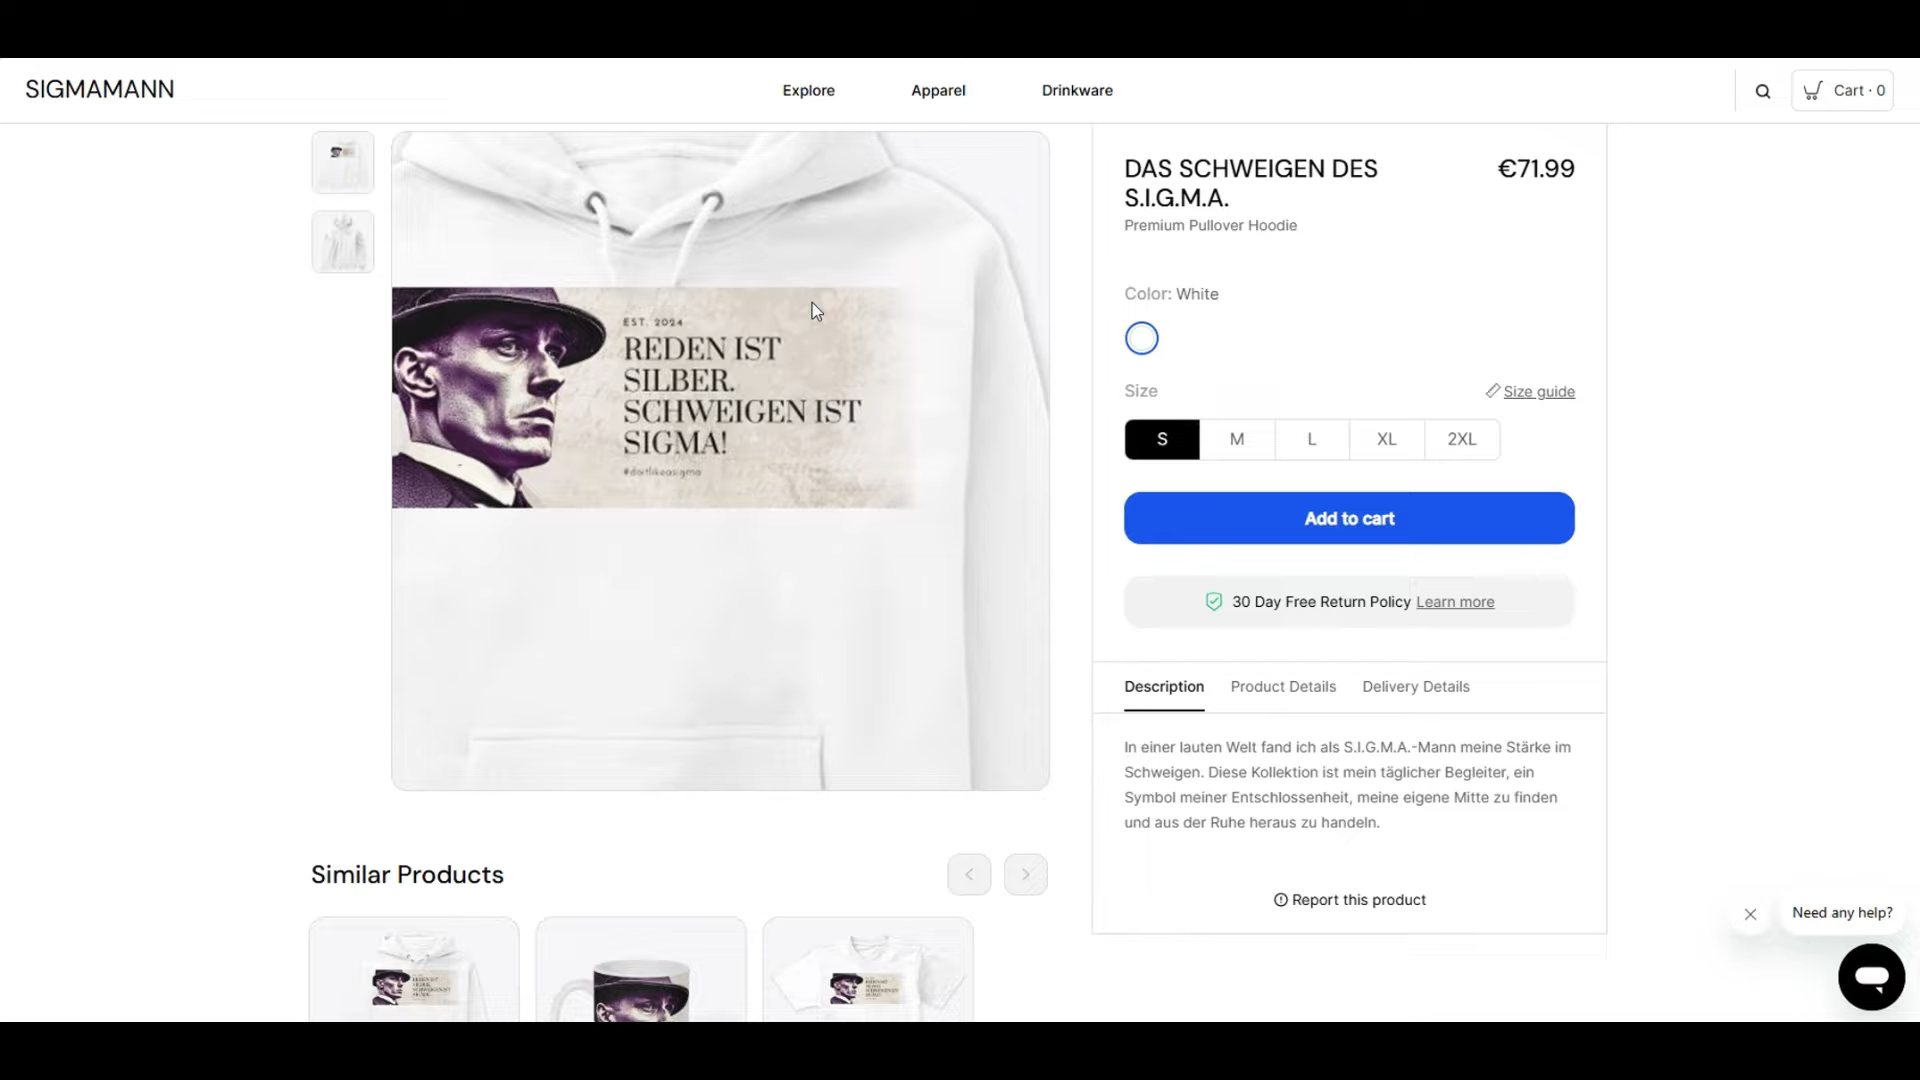 SIGMAMANN
Explore
Apparel
Drinkware
Cart · 0
EST. 2024
REDEN IST
SILBER.
SCHWEIGEN IST
SIGMA!
#doitlikeasigma
DAS SCHWEIGEN DES
S.I.G.M.A.
€71.99
Premium Pullover Hoodie
Color: White
Size
Size guide
S
M
L
XL
2XL
Add to cart
30 Day Free Return Policy Learn more
Description
Product Details
Delivery Details
In einer lauten Welt fand ich als S.I.G.M.A.-Mann meine Stärke im
Schweigen. Diese Kollektion ist mein täglicher Begleiter, ein
Symbol meiner Entschlossenheit, meine eigene Mitte zu finden
und aus der Ruhe heraus zu handeln.
Report this product
Similar Products
Need any help?